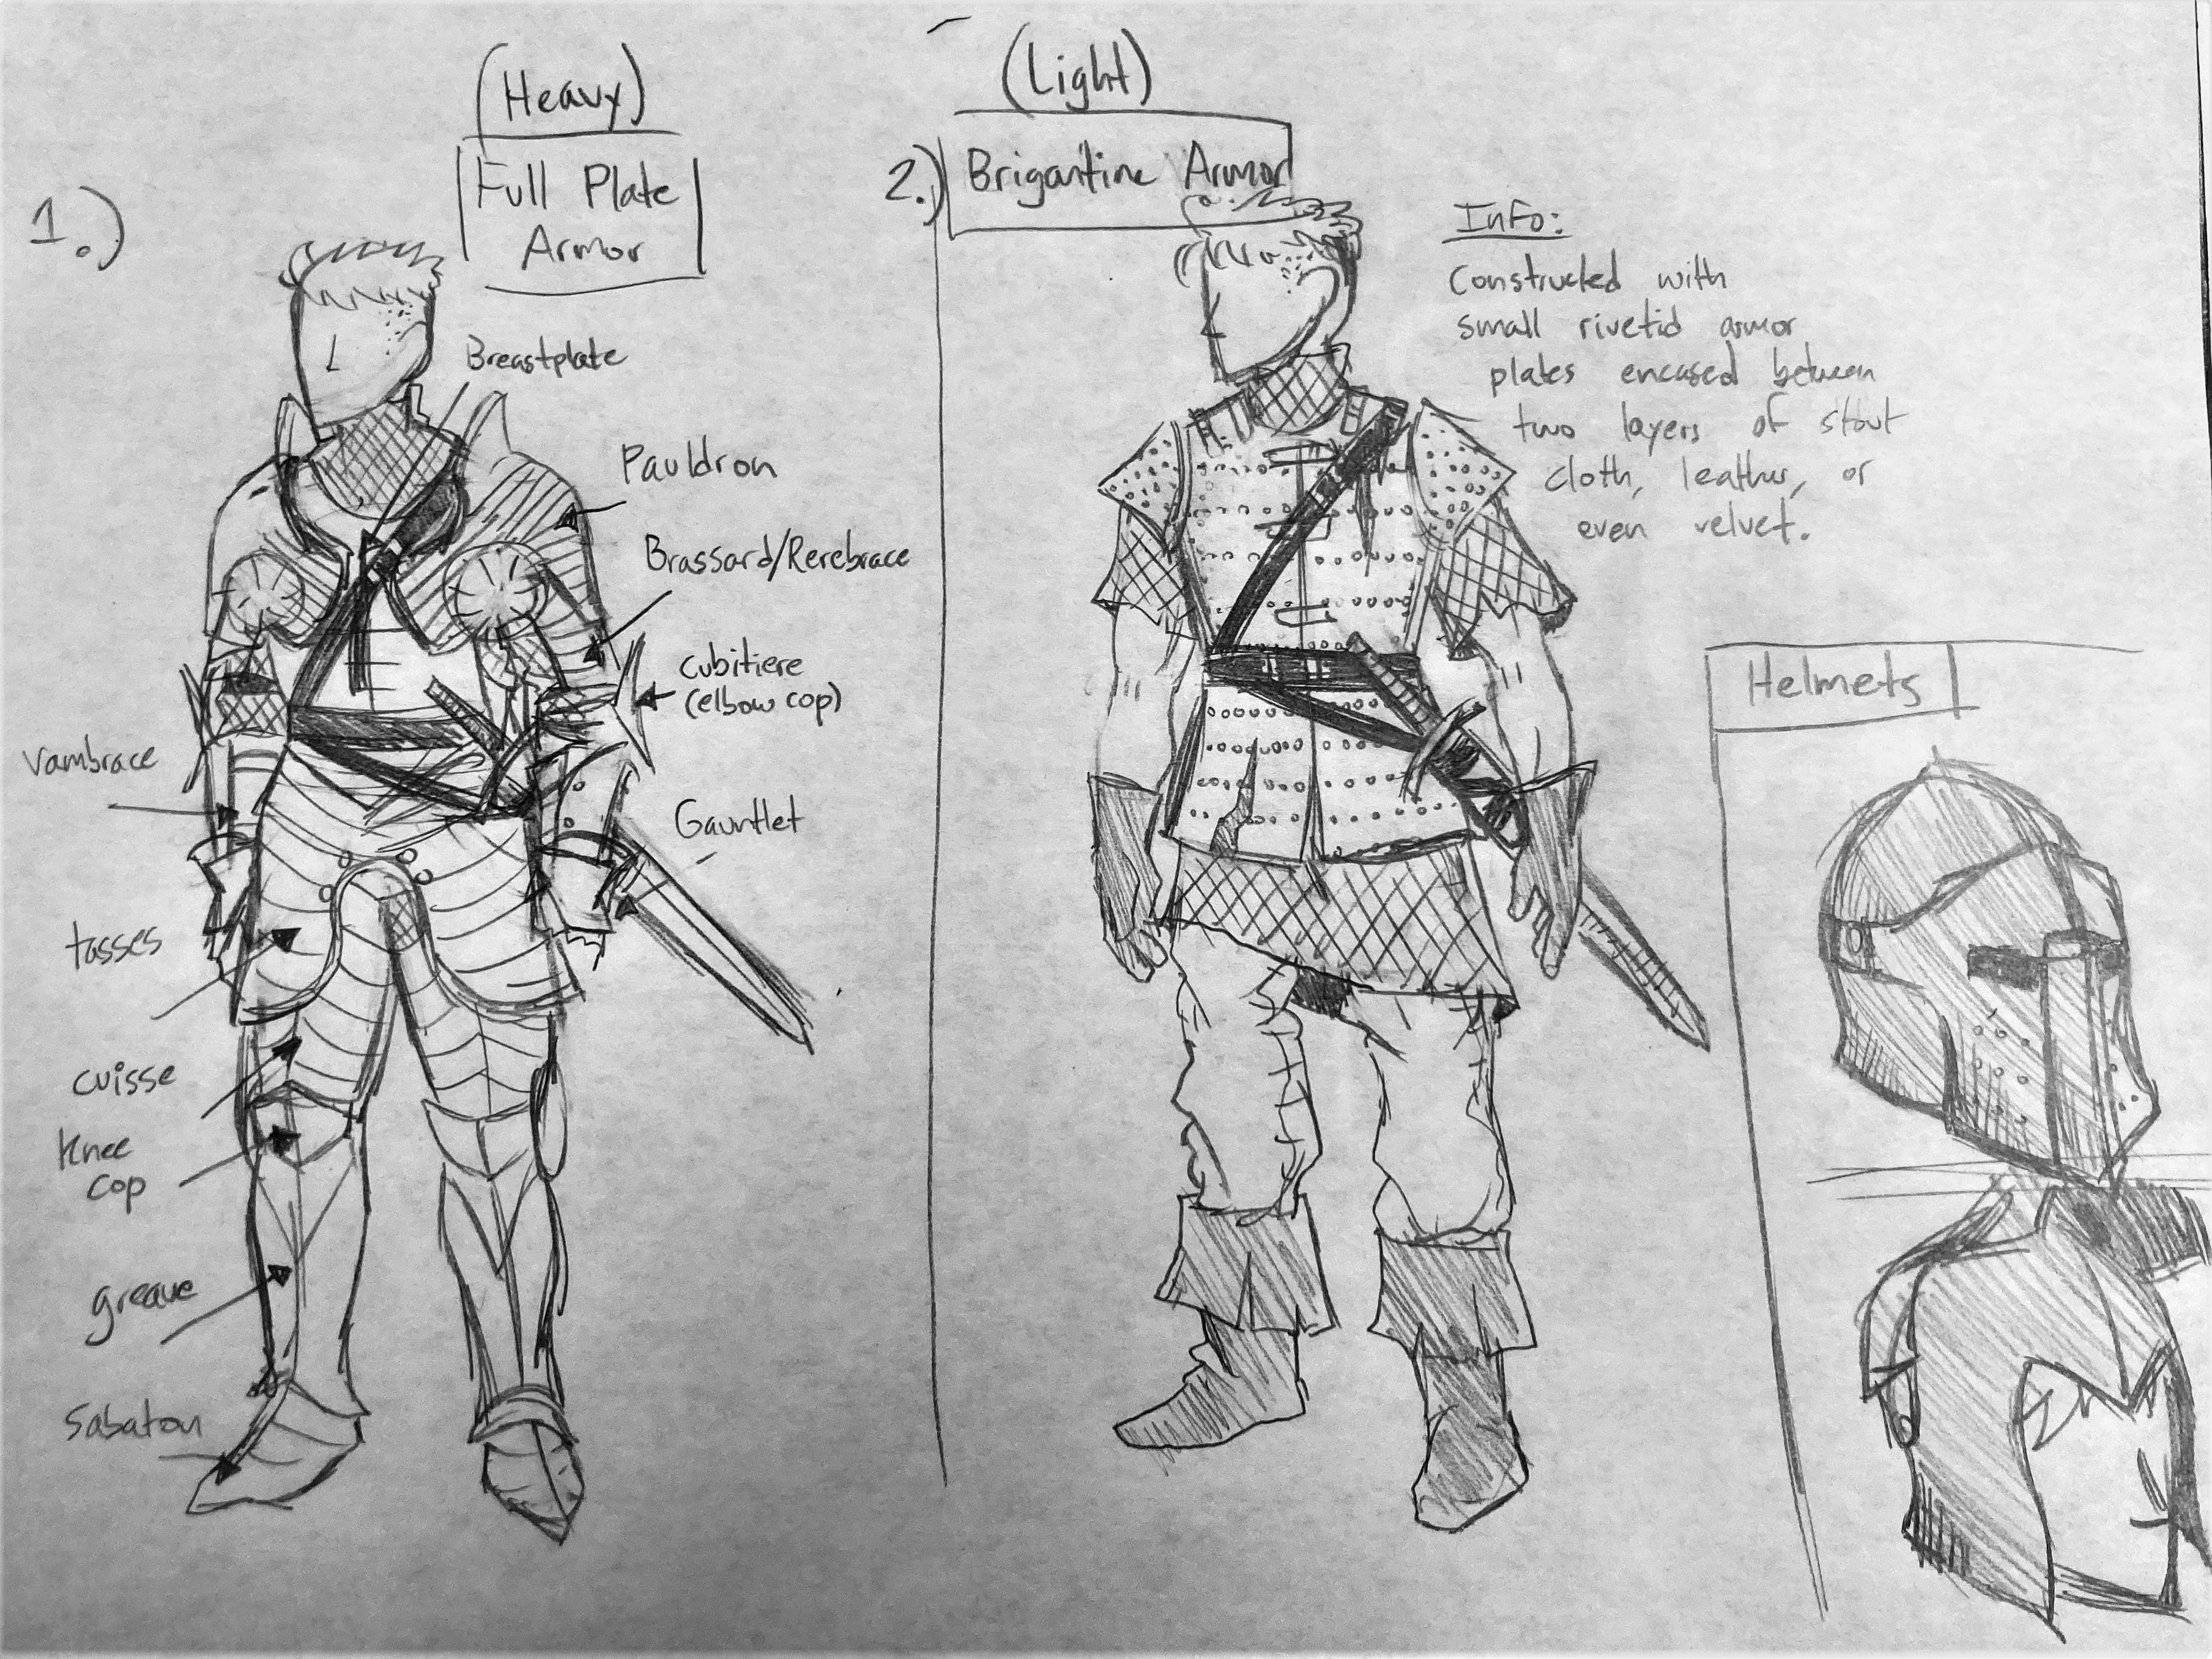 1.)
(Heavy)
Full Plate
Armor
Breastplate
Pauldron
Brassard/Rerebrace
cubitiere
(elbow cop)
Vambrace
Gauntlet
tasses
cuisse
Knee
cop
greave
Sabaton
(Light)
2.)
Brigantine Armor
Info:
Constructed with
small rivetid armor
plates encased between
two layers of stout
cloth, leather, or
even velvet.
Helmets